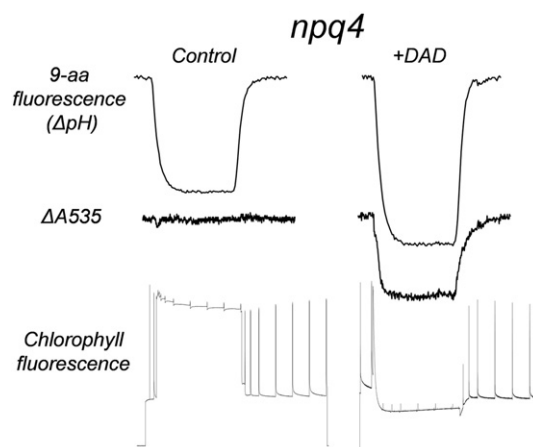 npq4
Control
+DAD
9-aa
fluorescence
(ΔpH)
ΔA535
Chlorophyll
fluorescence